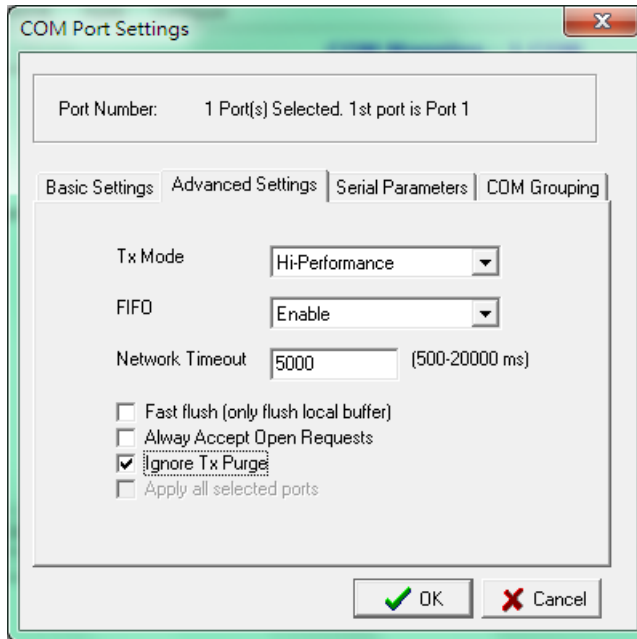 COM Port Settings
Port Number: 1 Port(s) Selected. 1st port is Port 1
Basic Settings Advanced Settings Serial Parameters COM Grouping
Tx Mode Hi-Performance
FIFO Enable
Network Timeout 5000 (500-20000 ms)
Fast flush (only flush local buffer)
Alway Accept Open Requests
Ignore Tx Purge
Apply all selected ports
OK Cancel